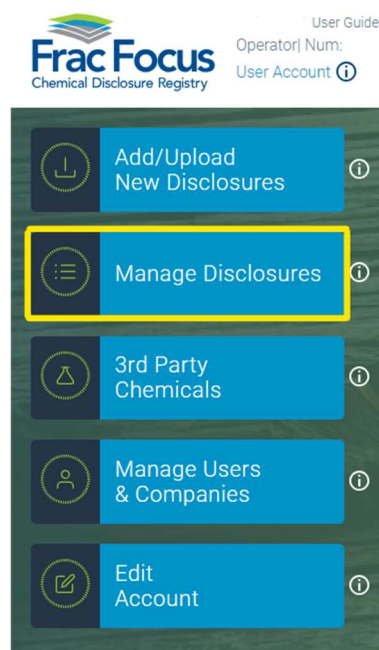 User Guide
Frac Focus
Chemical Disclosure Registry
Operator| Num:
User Account
Add/Upload
New Disclosures
Manage Disclosures
3rd Party
Chemicals
Manage Users
& Companies
Edit
Account